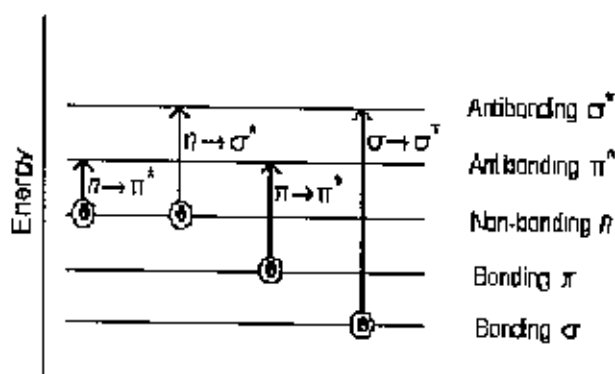 Energy
Antibonding σ*
n→σ*
σ→σ*
Antibonding π*
n→π*
π→π*
Non-bonding n
Bonding π
Bonding σ